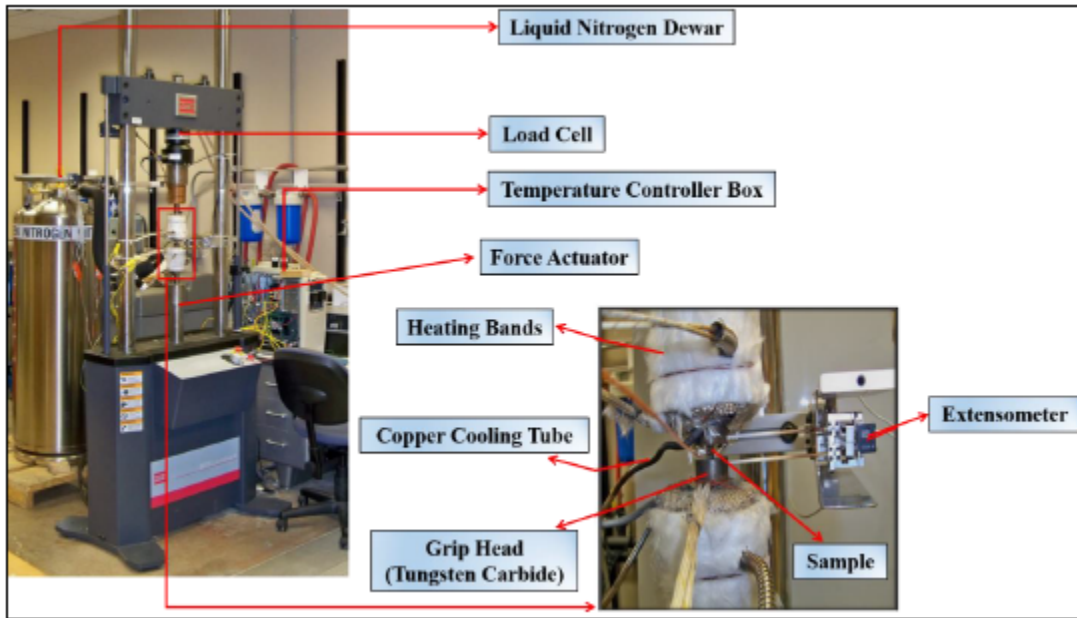 Liquid Nitrogen Dewar
Load Cell
Temperature Controller Box
NITROGEN
Force Actuator
Heating Bands
Extensometer
Copper Cooling Tube
Grip Head
(Tungsten Carbide)
Sample